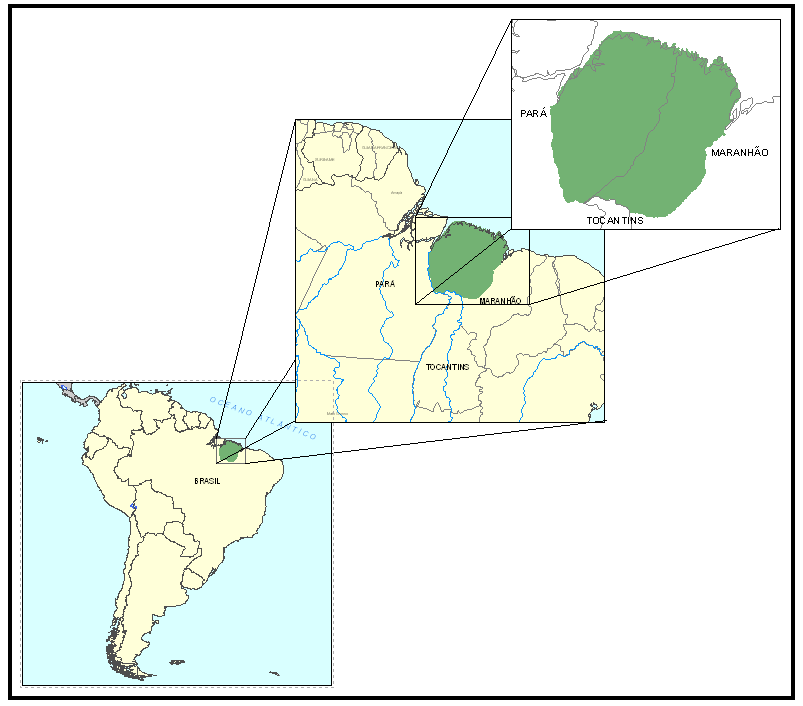 PARÁ
MARANHÃO
TOCANTINS
PARÁ
MARANHÃO
TOCANTINS
OCEANO ATLÂNTICO
BRASIL